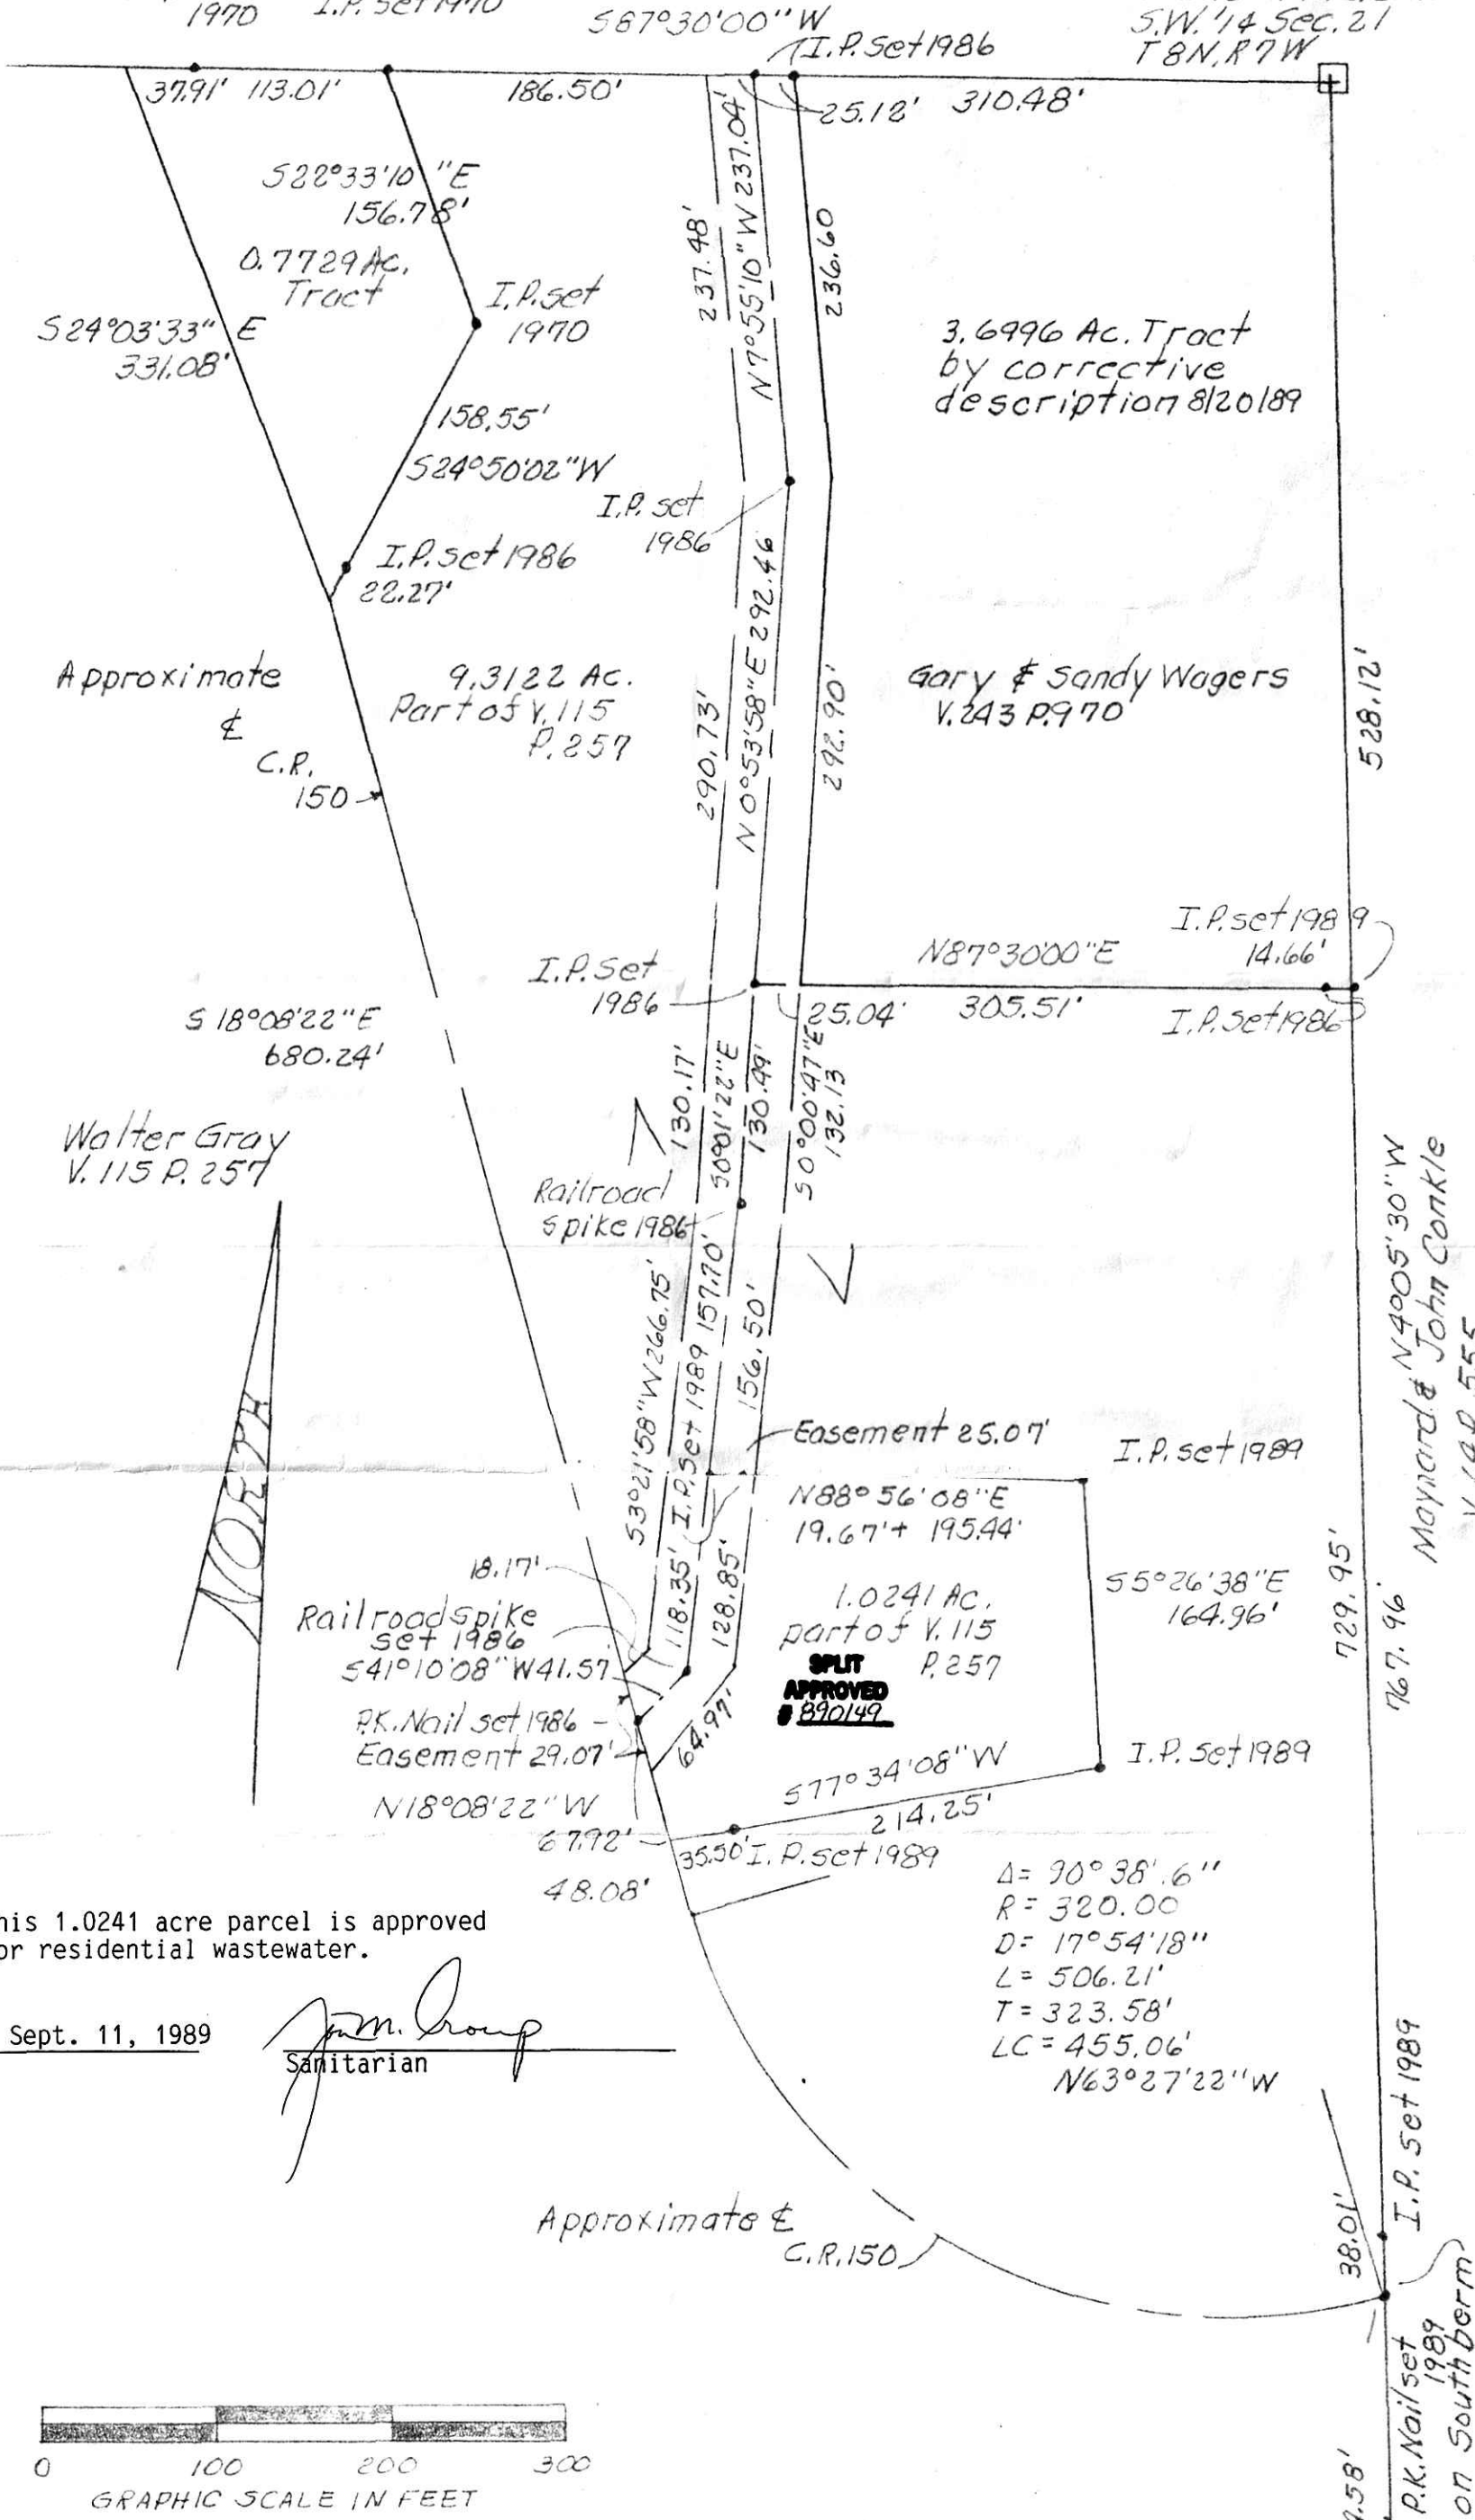 1970
I.P. set 1970
S87°30'00"W
I.P. Set 1986
S.W. 1/4 Sec. 21
T8N, R7W
37.91' 113.01'
186.50'
25.12'
310.48'
S22°33'10"E
156.78'
0.7729 Ac.
Tract
I.P. set
1970
S24°03'33" E
331.08'
237.48'
N7°55'10"W 237.04'
236.60
3.6996 Ac. Tract
by corrective
description 8/20/89
158.55'
S24°50'02"W
I.P. set
1986
I.P. set 1986
22.27'
Approximate
℄
C.R.
150
9.3122 Ac.
Part of V. 115
P. 257
290.73'
N0°53'58"E 292.46
292.90'
Gary & Sandy Wagers
V. 243 P. 970
528.12'
I.P. Set
1986
N87°30'00"E
I.P. set 1989
14.66'
25.04'
305.51'
I.P. Set 1986
S 18°08'22"E
680.24'
130.17'
S0°01'22"E
130.49'
S0°00'47"E
132.13
Walter Gray
V. 115 P. 257
Railroad
Spike 1986
N4°05'30"W
Maynard & John Conkle
S3°21'58"W 266.75'
I.P. Set 1989 157.70'
156.50'
Easement 25.07'
I.P. set 1989
N88°56'08"E
19.67'+ 195.44'
NORTH
18.17'
118.35'
128.85'
1.0241 Ac.
part of V. 115
P. 257
S5°26'38"E
164.96'
729.95'
767.96'
Railroad Spike
set 1986
S41°10'08"W 41.57
SPLIT
APPROVED
# 890149
P.K. Nail set 1986
Easement 29.07'
64.97'
N18°08'22"W
67.92'
S77°34'08"W
214.25'
I.P. Set 1989
35.50' I.P. set 1989
48.08'
Δ= 90°38'.6"
R= 320.00
D= 17°54'18"
L= 506.21'
T= 323.58'
LC= 455.06'
N63°27'22"W
his 1.0241 acre parcel is approved
or residential wastewater.
Sept. 11, 1989
Sanitarian
I.P. set 1989
38.01'
Approximate ℄
C.R. 150
P.K. Nail set
1989
on South berm
.58'
0 100 200 300
GRAPHIC SCALE IN FEET